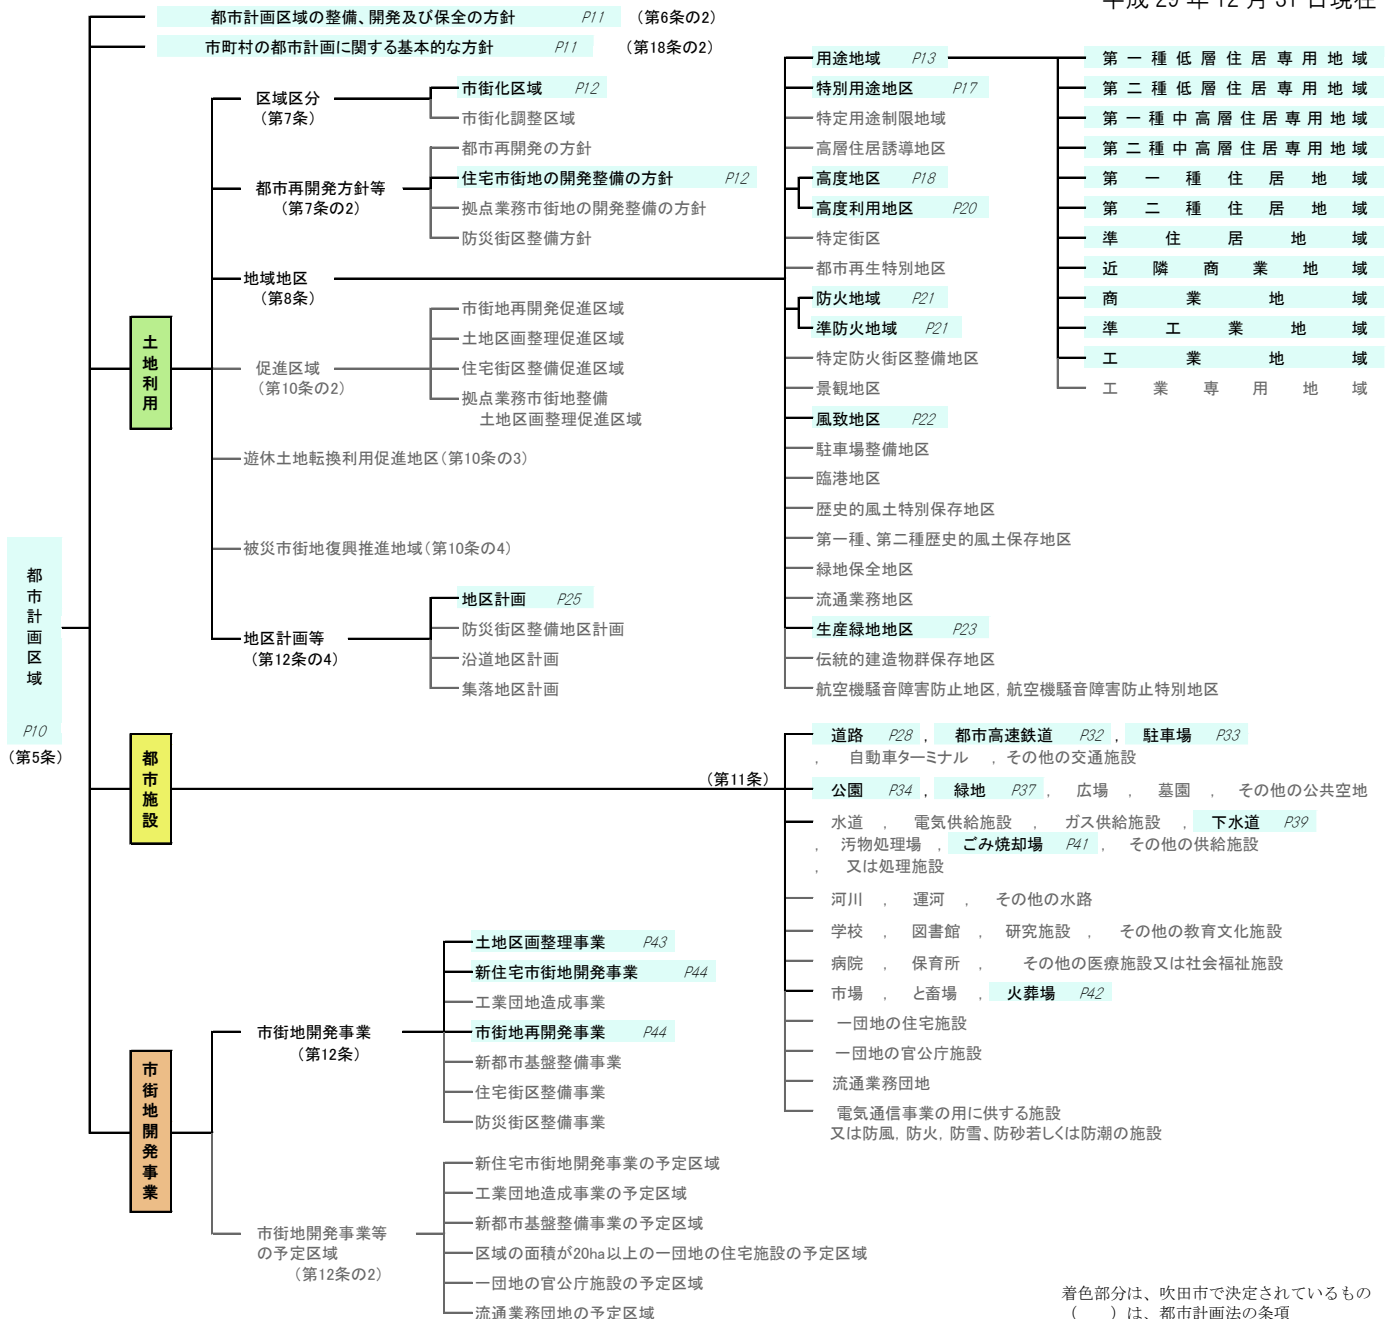 平成 29 年 12 月 31 日現在
都市計画区域の整備、開発及び保全の方針 P11 (第6条の2)
市町村の都市計画に関する基本的な方針 P11 (第18条の2)
区域区分
(第7条)
市街化区域 P12
市街化調整区域
都市再開発方針等
(第7条の2)
都市再開発の方針
住宅市街地の開発整備の方針 P12
拠点業務市街地の開発整備の方針
防災街区整備方針
地域地区
(第8条)
土地利用
促進区域
(第10条の2)
市街地再開発促進区域
土地区画整理促進区域
住宅街区整備促進区域
拠点業務市街地整備
土地区画整理促進区域
遊休土地転換利用促進地区(第10条の3)
被災市街地復興推進地域(第10条の4)
地区計画等
(第12条の4)
地区計画 P25
防災街区整備地区計画
沿道地区計画
集落地区計画
用途地域 P13
特別用途地区 P17
特定用途制限地域
高層住居誘導地区
高度地区 P18
高度利用地区 P20
特定街区
都市再生特別地区
防火地域 P21
準防火地域 P21
特定防火街区整備地区
景観地区
風致地区 P22
駐車場整備地区
臨港地区
歴史的風土特別保存地区
第一種、第二種歴史的風土保存地区
緑地保全地区
流通業務地区
生産緑地地区 P23
伝統的建造物群保存地区
航空機騒音障害防止地区, 航空機騒音障害防止特別地区
第一種低層住居専用地域
第二種低層住居専用地域
第一種中高層住居専用地域
第二種中高層住居専用地域
第一種住居地域
第二種住居地域
準住居地域
近隣商業地域
商業地域
準工業地域
工業地域
工業専用地域
都市計画区域
P10
(第5条)
都市施設
(第11条)
道路 P28 , 都市高速鉄道 P32 , 駐車場 P33
, 自動車ターミナル , その他の交通施設
公園 P34 , 緑地 P37 , 広場 , 墓園 , その他の公共空地
水道 , 電気供給施設 , ガス供給施設 , 下水道 P39
, 汚物処理場 , ごみ焼却場 P41 , その他の供給施設
, 又は処理施設
河川 , 運河 , その他の水路
学校 , 図書館 , 研究施設 , その他の教育文化施設
病院 , 保育所 , その他の医療施設又は社会福祉施設
市場 , と畜場 , 火葬場 P42
一団地の住宅施設
一団地の官公庁施設
流通業務団地
電気通信事業の用に供する施設
又は防風, 防火, 防雪、防砂若しくは防潮の施設
市街地開発事業
市街地開発事業
(第12条)
土地区画整理事業 P43
新住宅市街地開発事業 P44
工業団地造成事業
市街地再開発事業 P44
新都市基盤整備事業
住宅街区整備事業
防災街区整備事業
市街地開発事業等
の予定区域
(第12条の2)
新住宅市街地開発事業の予定区域
工業団地造成事業の予定区域
新都市基盤整備事業の予定区域
区域の面積が20ha以上の一団地の住宅施設の予定区域
一団地の官公庁施設の予定区域
流通業務団地の予定区域
着色部分は、吹田市で決定されているもの
( )は、都市計画法の条項